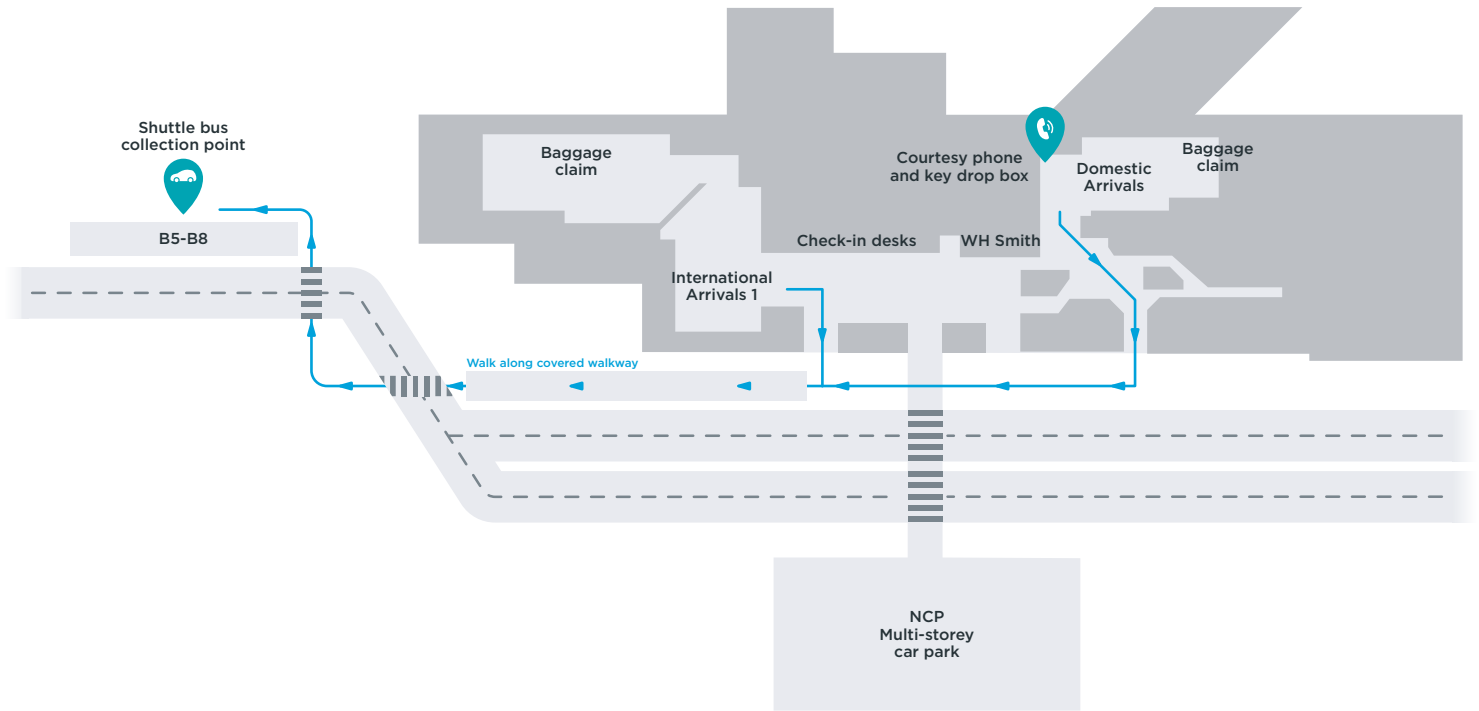 Shuttle bus
collection point
B5-B8
Baggage
claim
Courtesy phone
and key drop box
Domestic
Arrivals
Baggage
claim
Check-in desks
WH Smith
International
Arrivals 1
Walk along covered walkway
NCP
Multi-storey
car park